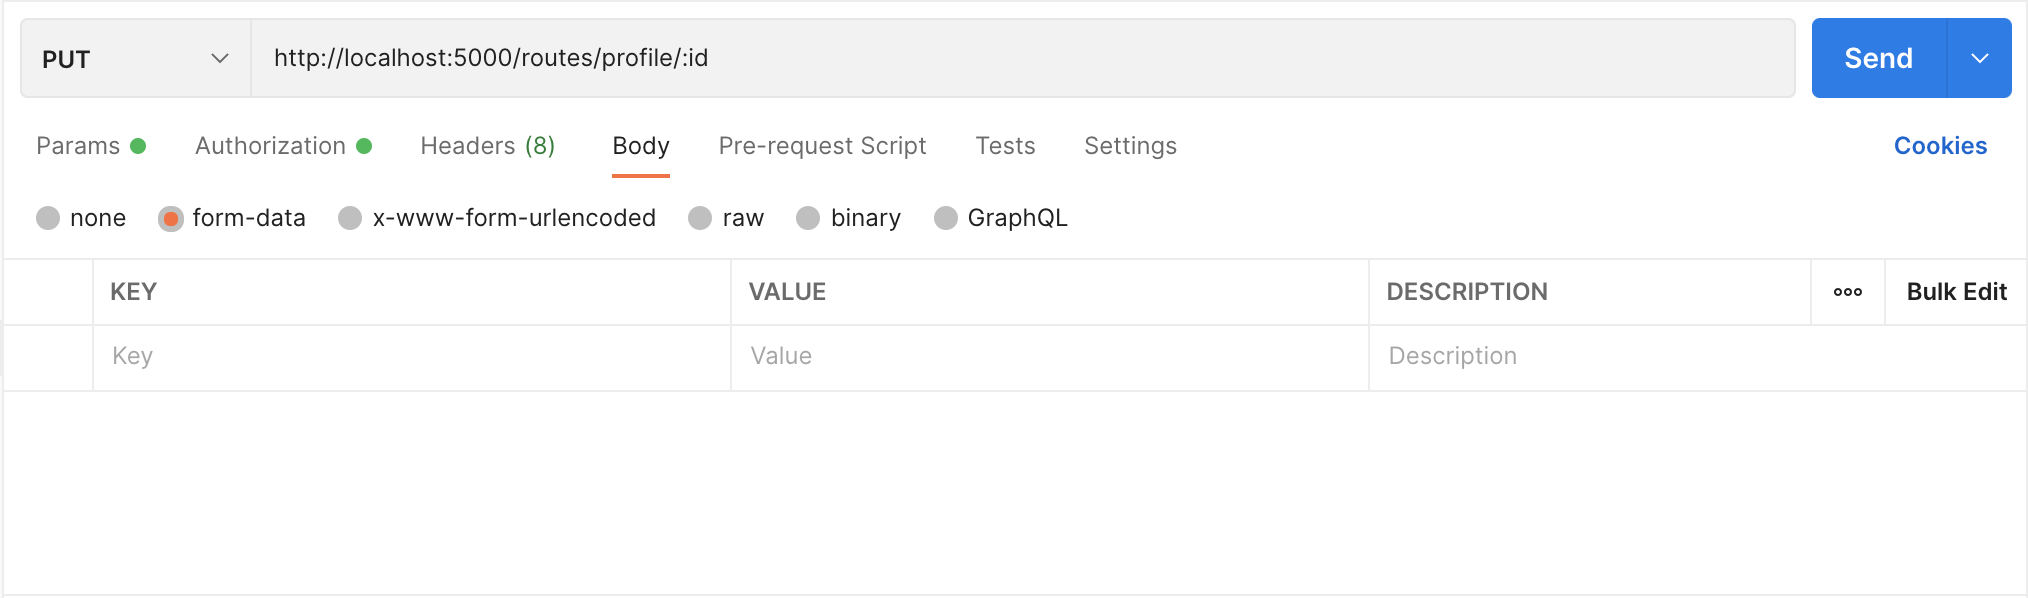 PUT http://localhost:5000/routes/profile/:id Send
Params Authorization Headers (8) Body Pre-request Script Tests Settings Cookies
none form-data x-www-form-urlencoded raw binary GraphQL
KEY VALUE DESCRIPTION ooo Bulk Edit
Key Value Description